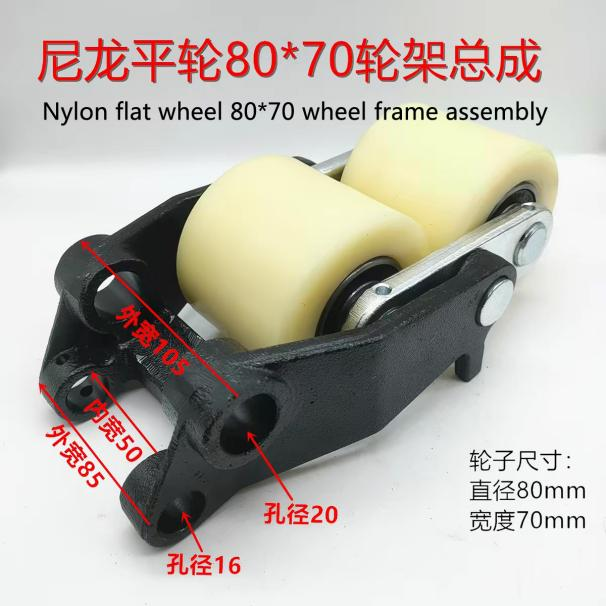 尼龙平轮80*70轮架总成
Nylon flat wheel 80*70 wheel frame assembly
外宽105
内宽50
外宽85
孔径20
孔径16
轮子尺寸：
直径80mm
宽度70mm